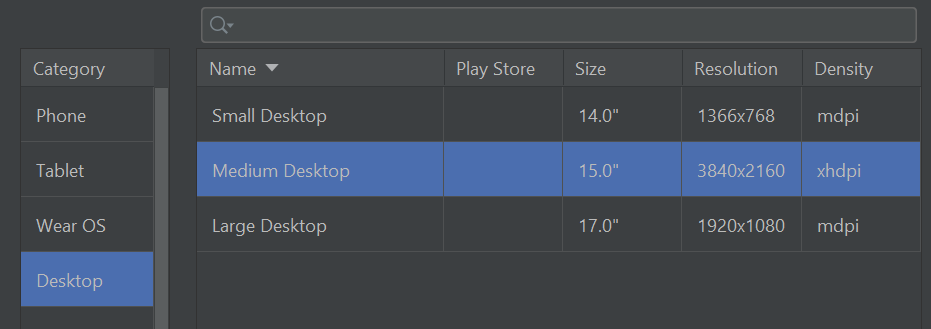 Category
Name Play Store Size Resolution Density
Phone
Small Desktop 14.0" 1366x768 mdpi
Tablet
Medium Desktop 15.0" 3840x2160 xhdpi
Wear OS
Large Desktop 17.0" 1920x1080 mdpi
Desktop